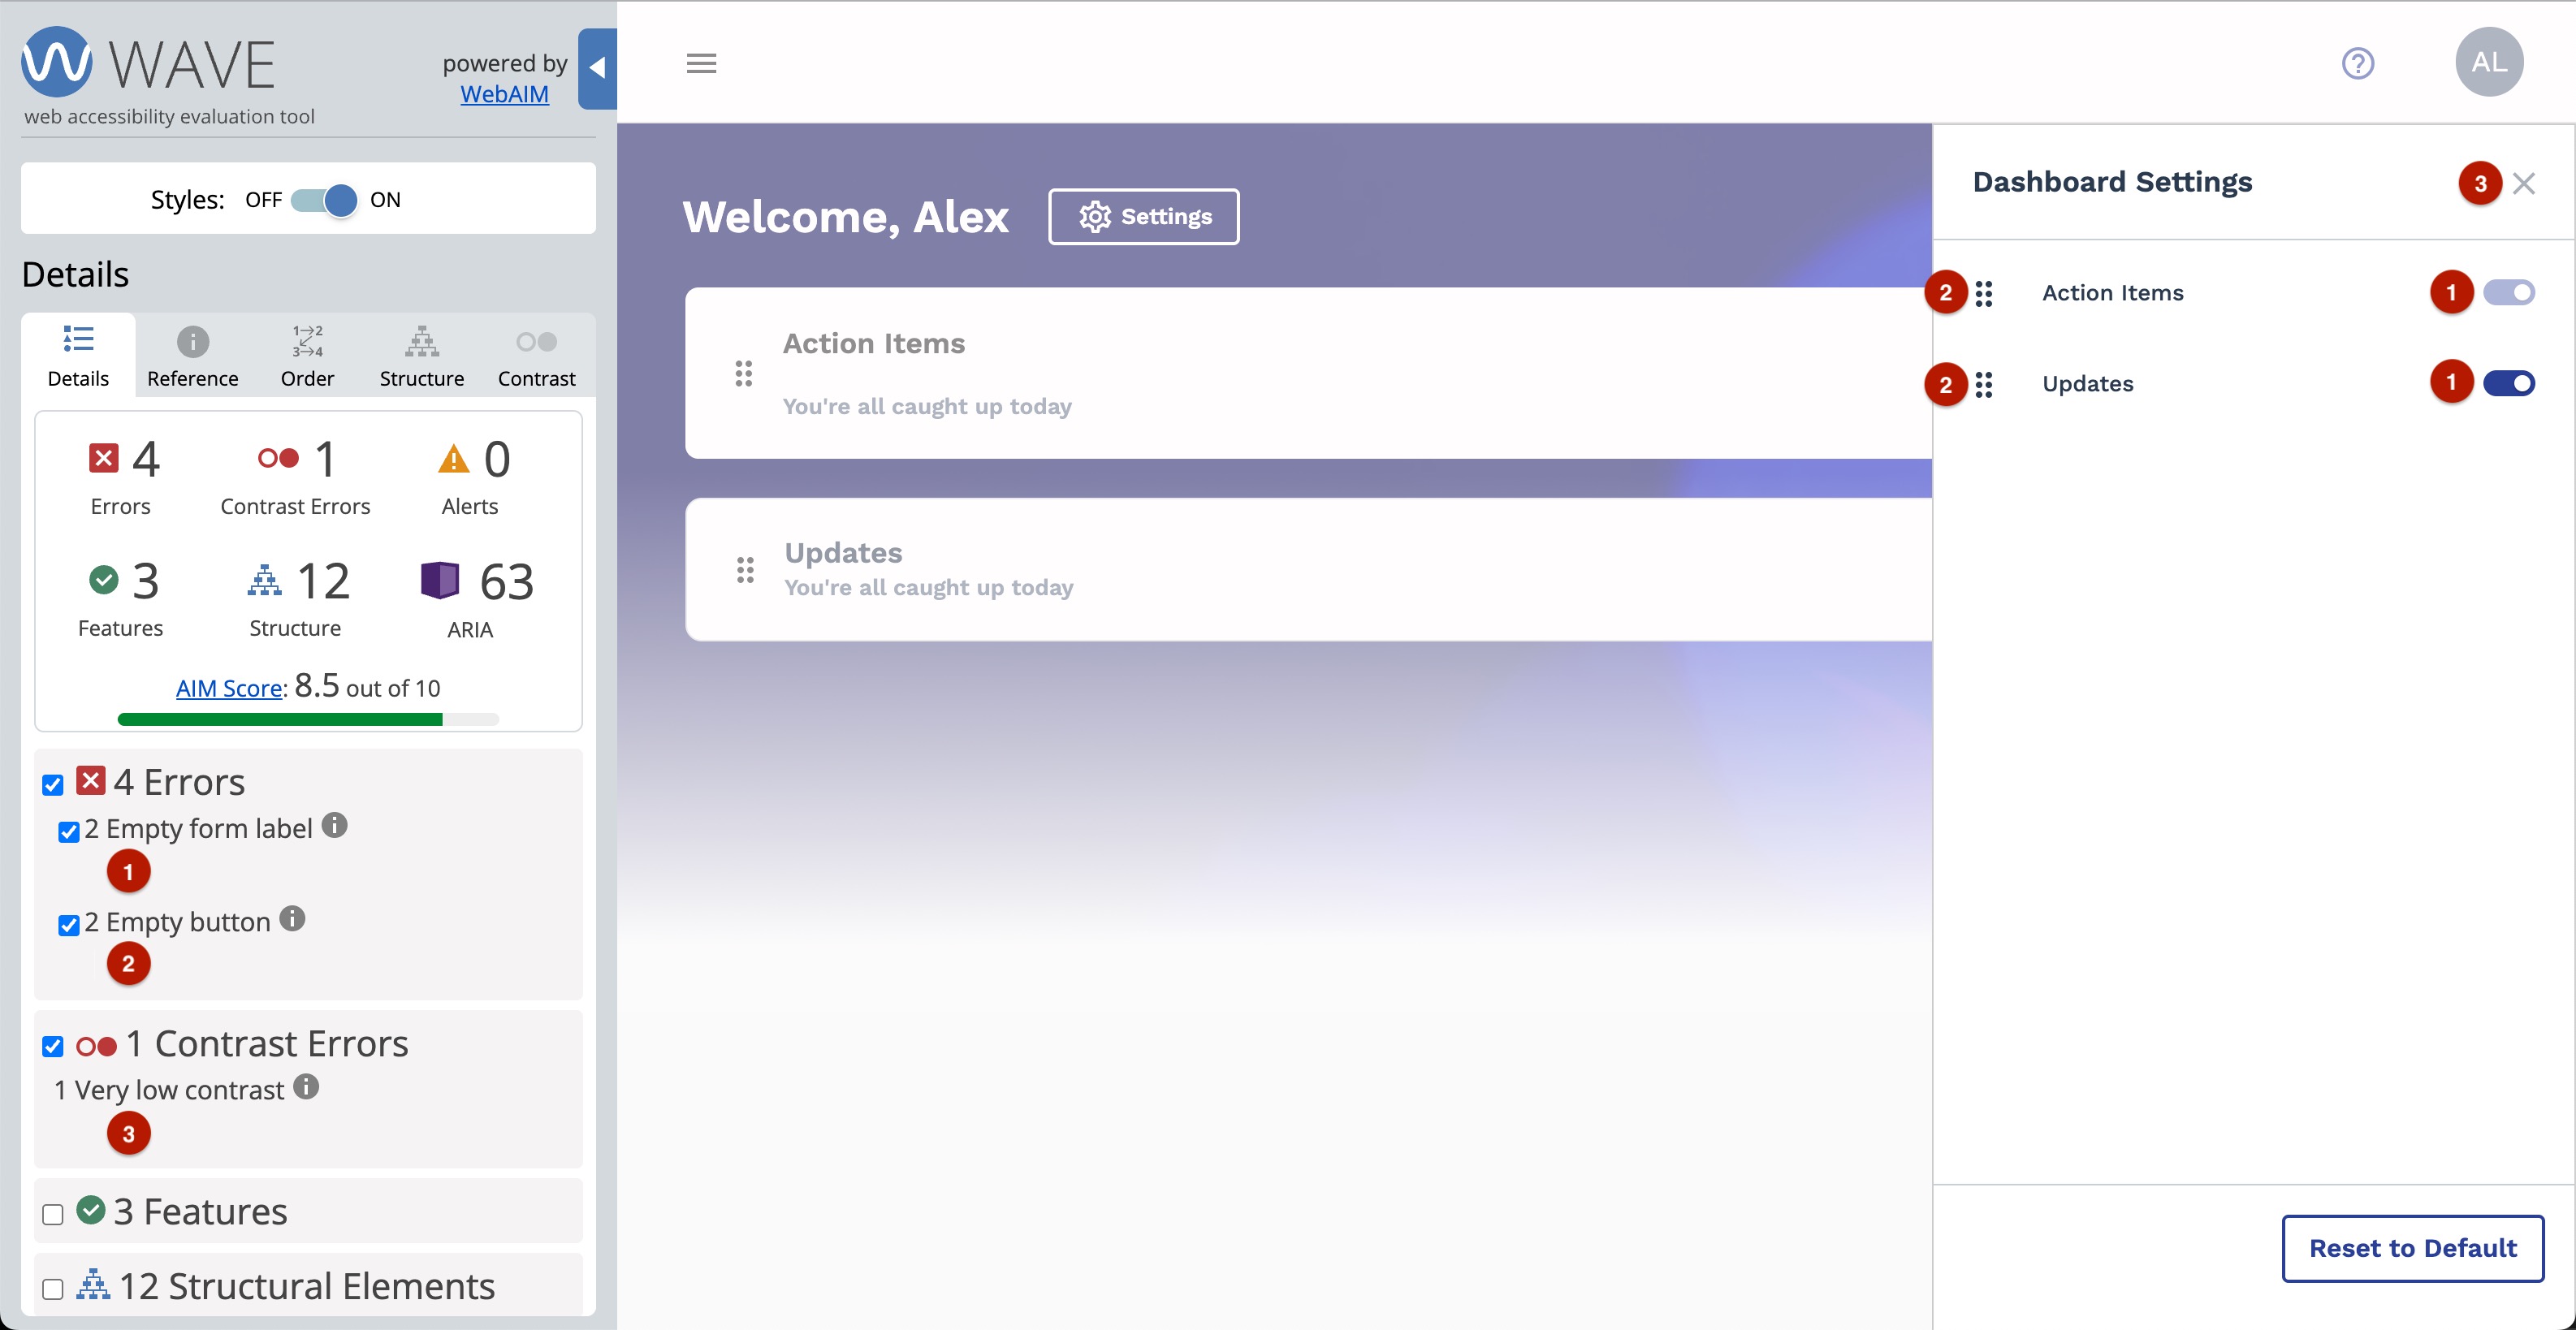 WAVE
web accessibility evaluation tool
powered by
WebAIM
Styles: OFF ON
Details
Details Reference Order Structure Contrast
1→2
3→4
4 Errors
1 Contrast Errors
0 Alerts
3 Features
12 Structure
63 ARIA
AIM Score: 8.5 out of 10
4 Errors
2 Empty form label
1
2 Empty button
2
1 Contrast Errors
1 Very low contrast
3
3 Features
12 Structural Elements
AL
Welcome, Alex
Settings
Action Items
You're all caught up today
Updates
You're all caught up today
Dashboard Settings
3
2 Action Items 1
2 Updates 1
Reset to Default